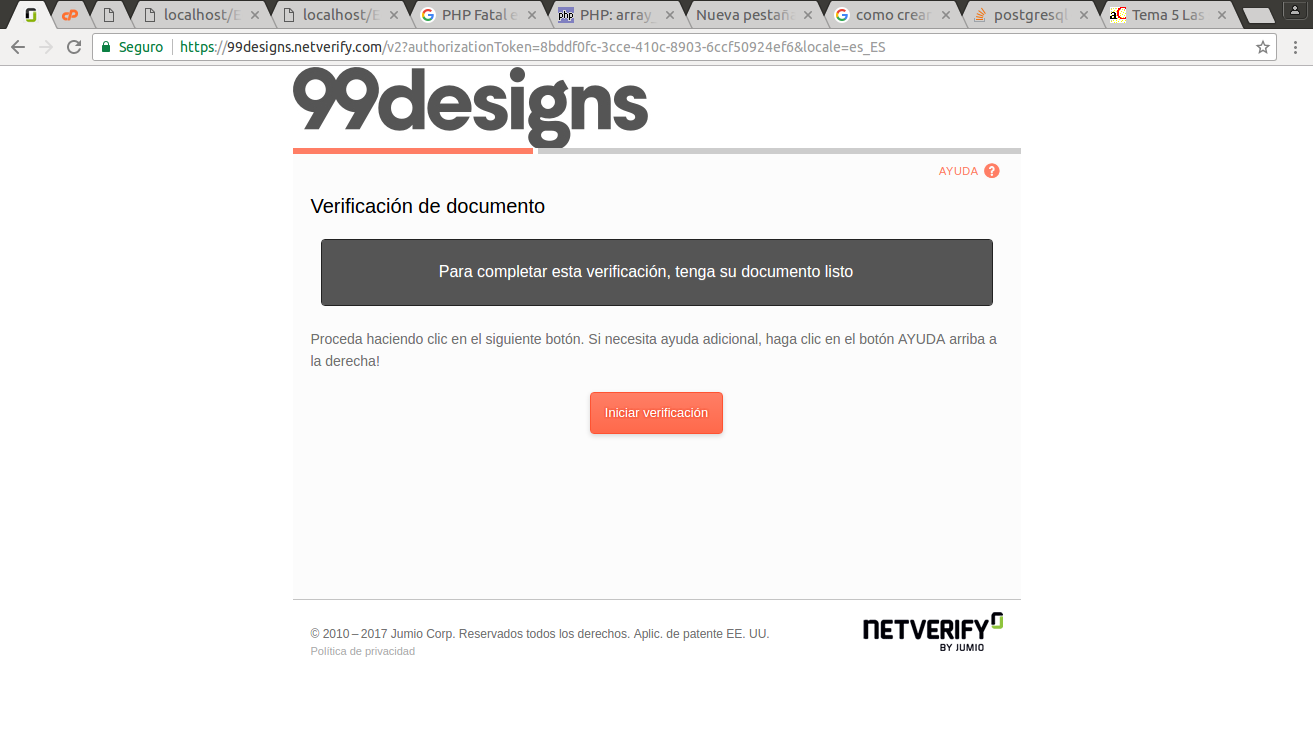 localhost/E
localhost/E
PHP Fatal e
php
PHP: array_
Nueva pestaña
como crear
postgresql
aC
Tema 5 Las
Seguro
https://99designs.netverify.com/v2?authorizationToken=8bddf0fc-3cce-410c-8903-6ccf50924ef6&locale=es_ES
99designs
AYUDA ?
Verificación de documento
Para completar esta verificación, tenga su documento listo
Proceda haciendo clic en el siguiente botón. Si necesita ayuda adicional, haga clic en el botón AYUDA arriba a
la derecha!
Iniciar verificación
© 2010 – 2017 Jumio Corp. Reservados todos los derechos. Aplic. de patente EE. UU.
Política de privacidad
NETVERIFY
BY JUMIO